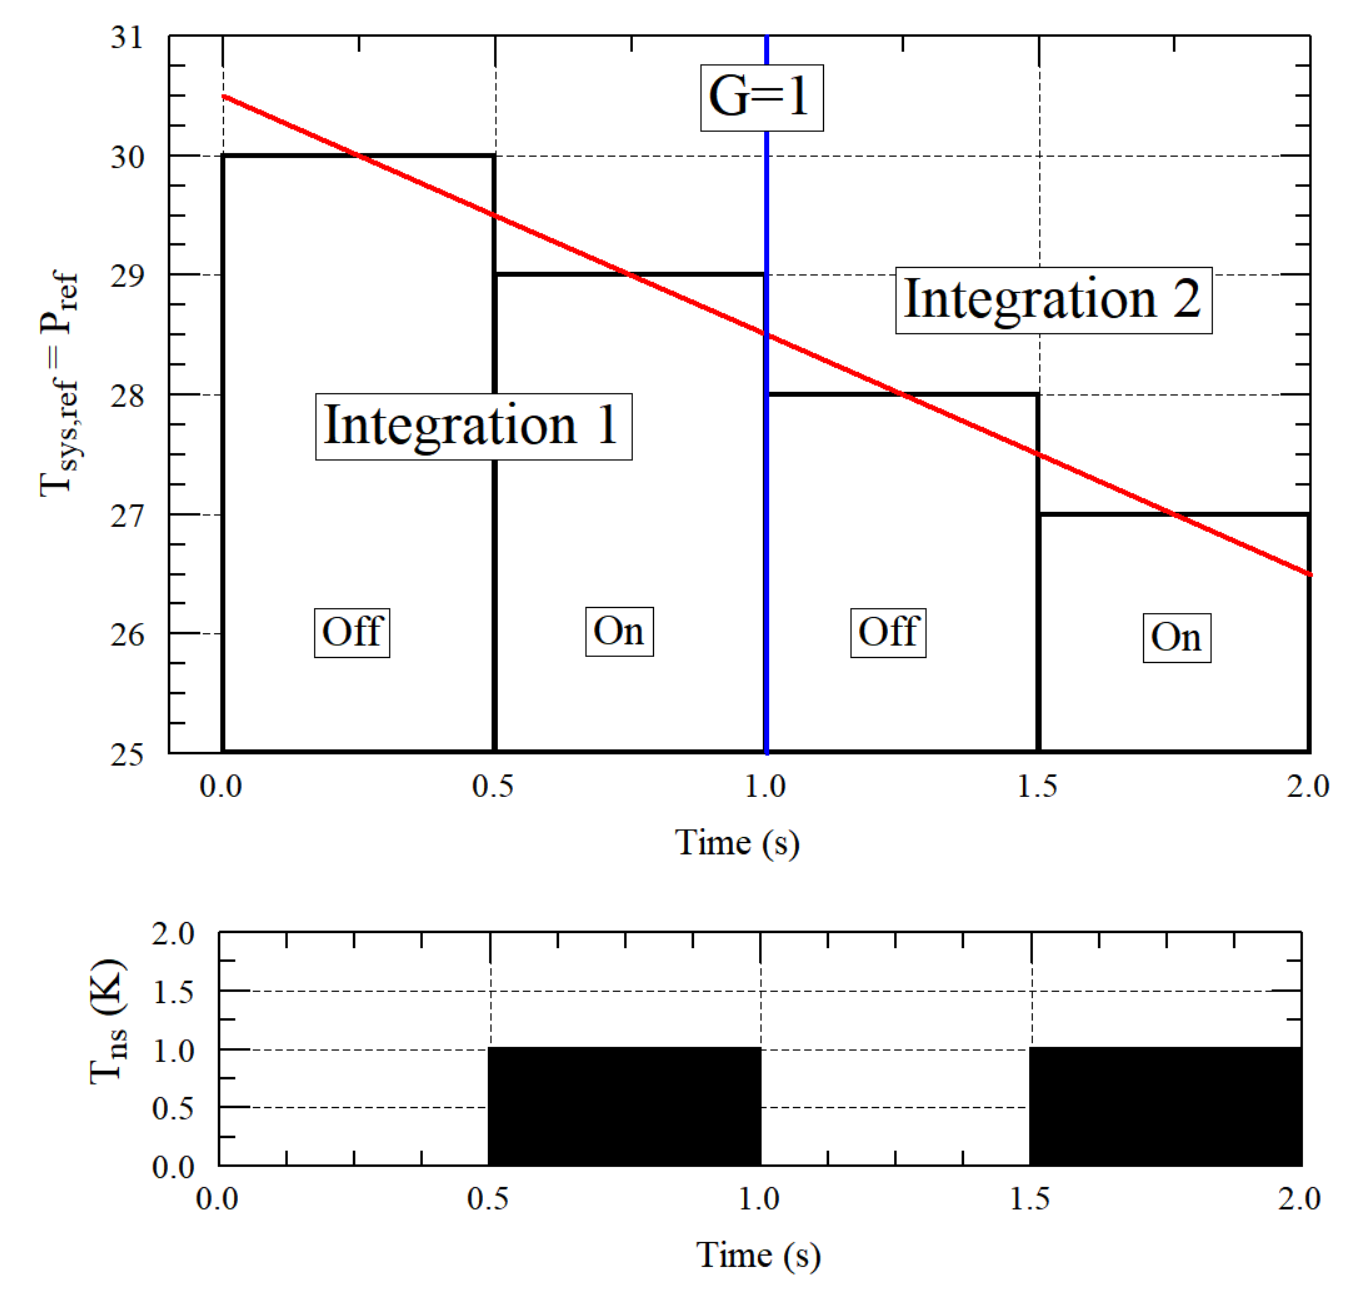 31
G=1
30
29
Integration 2
T_sys,ref = P_ref
28
Integration 1
27
26
Off
On
Off
On
25
0.0 0.5 1.0 1.5 2.0
Time (s)
2.0
1.5
T_ns (K)
1.0
0.5
0.0
0.0 0.5 1.0 1.5 2.0
Time (s)